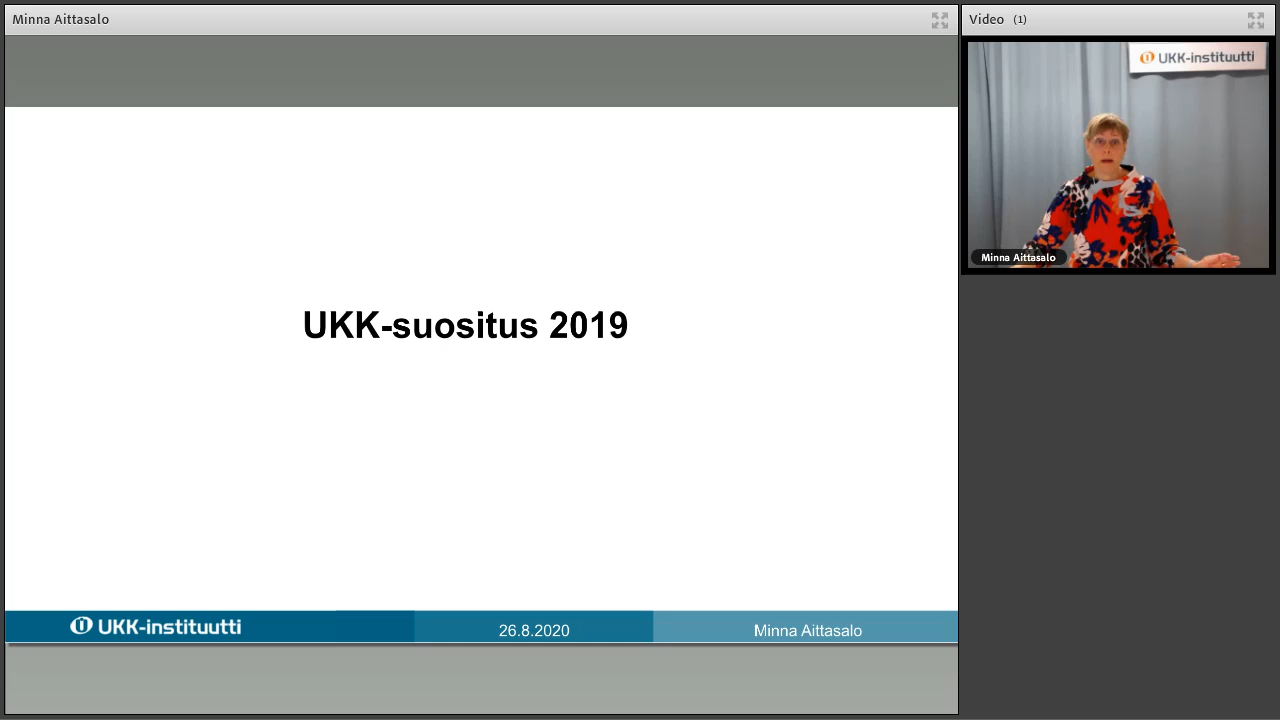 Minna Aittasalo
Video (1)
UKK-instituutti
Minna Aittasalo
UKK-suositus 2019
UKK-instituutti
26.8.2020
Minna Aittasalo